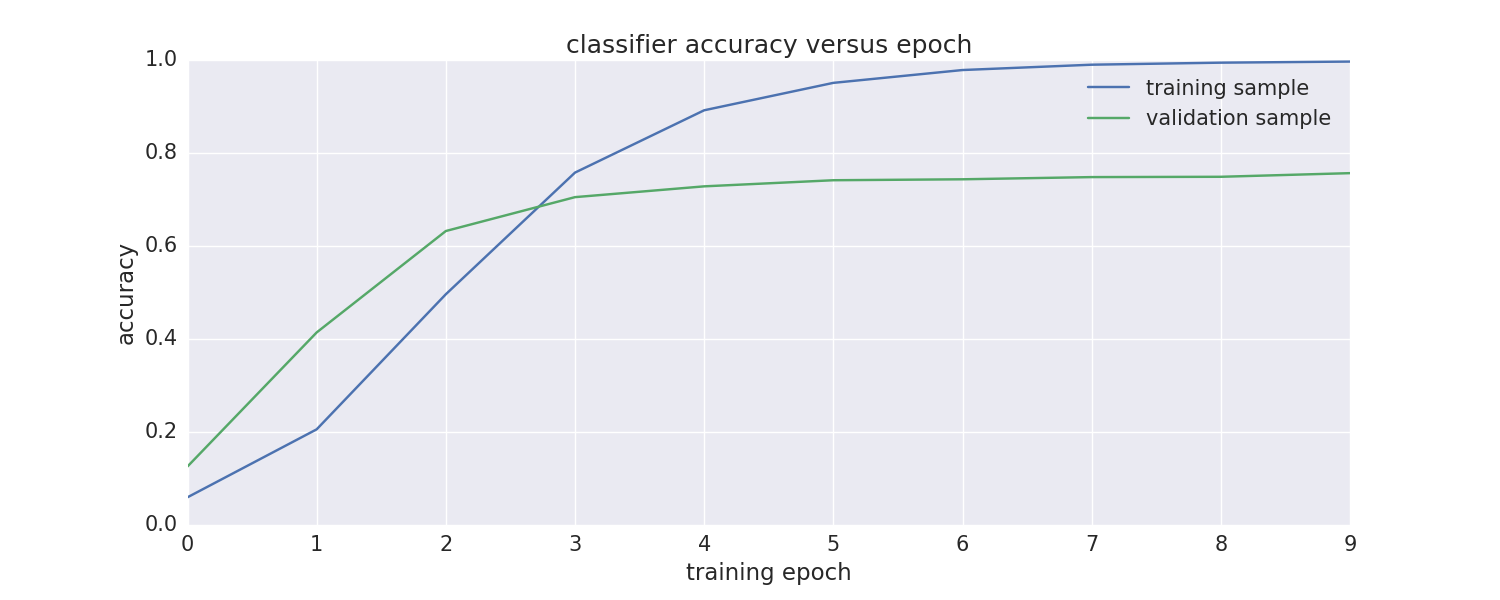 classifier accuracy versus epoch
1.0
0.8
0.6
0.4
0.2
0.0
accuracy
training sample
validation sample
0 1 2 3 4 5 6 7 8 9
training epoch